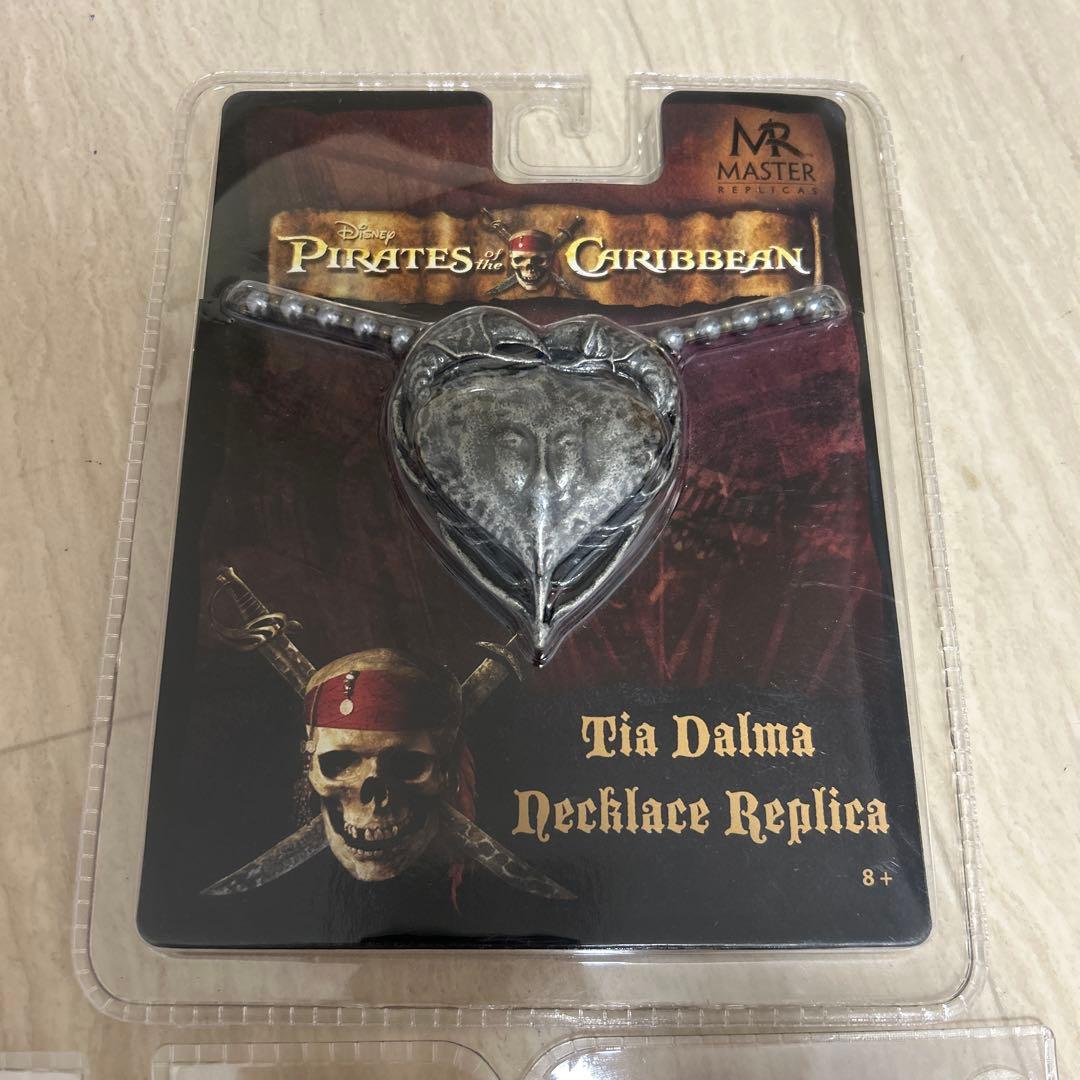 MR
MASTER
REPLICAS
Disney
PIRATES of the CARIBBEAN
Tia Dalma
Necklace Replica
8+